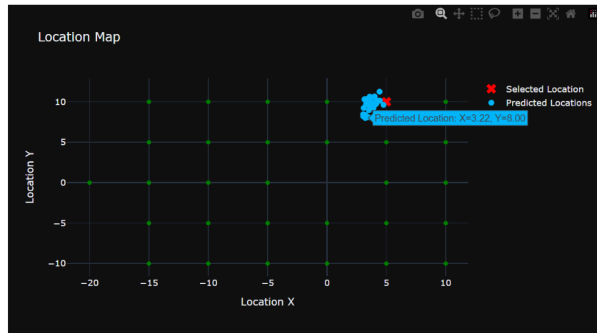 Location Map
Selected Location
Predicted Locations
Predicted Location: X=3.22, Y=8.00
Location Y
10
5
0
−5
−10
−20
−15
−10
−5
0
5
10
Location X